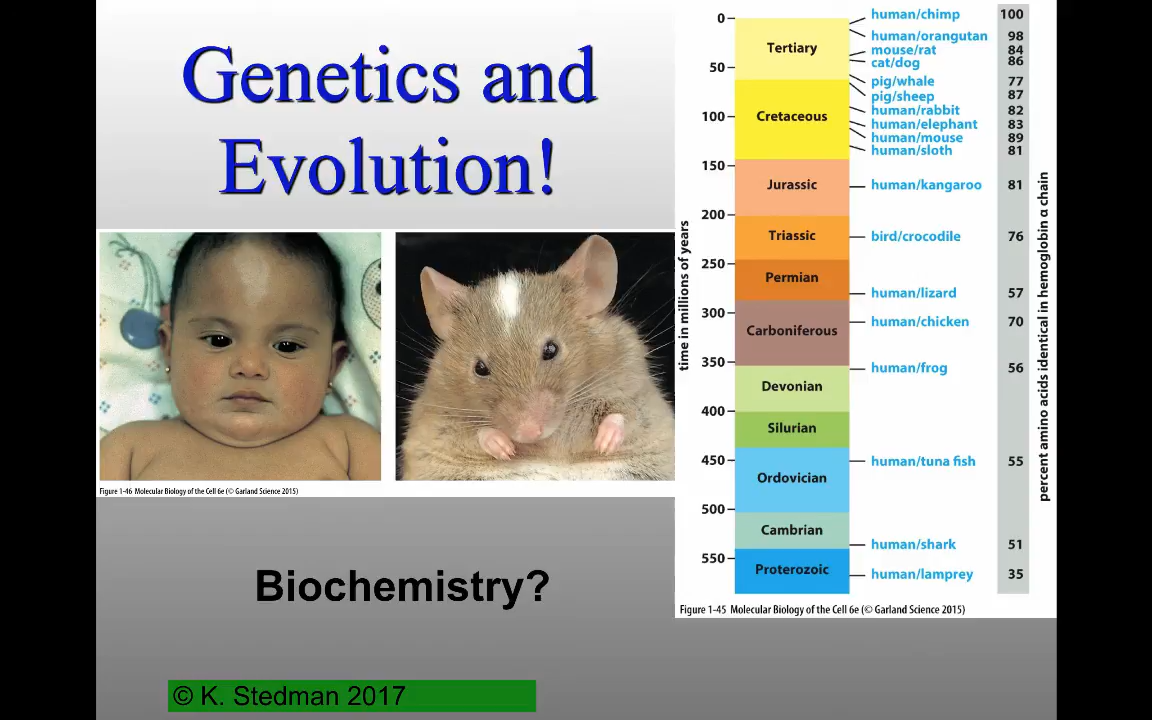 Genetics and
Evolution!
Figure 1-46 Molecular Biology of the Cell 6e (© Garland Science 2015)
Biochemistry?
© K. Stedman 2017
time in millions of years
0
50
100
150
200
250
300
350
400
450
500
550
Tertiary
Cretaceous
Jurassic
Triassic
Permian
Carboniferous
Devonian
Silurian
Ordovician
Cambrian
Proterozoic
human/chimp 100
human/orangutan 98
mouse/rat 84
cat/dog 86
pig/whale 77
pig/sheep 87
human/rabbit 82
human/elephant 83
human/mouse 89
human/sloth 81
human/kangaroo 81
bird/crocodile 76
human/lizard 57
human/chicken 70
human/frog 56
human/tuna fish 55
human/shark 51
human/lamprey 35
percent amino acids identical in hemoglobin α chain
Figure 1-45 Molecular Biology of the Cell 6e (© Garland Science 2015)